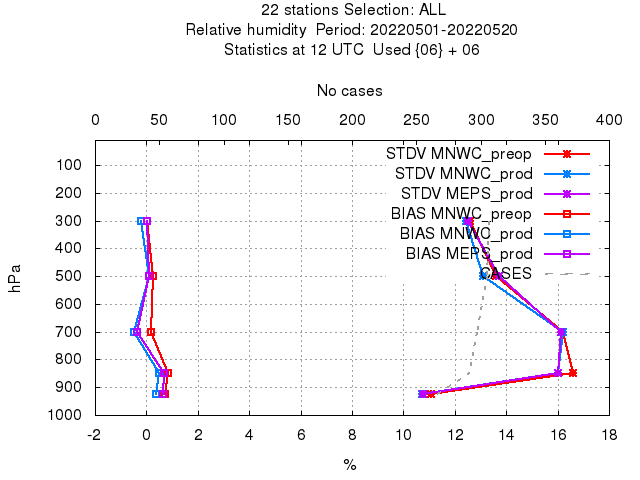 22 stations Selection: ALL
Relative humidity  Period: 20220501-20220520
Statistics at 12 UTC  Used {06} + 06
No cases
0 50 100 150 200 250 300 350 400
STDV MNWC_preop
STDV MNWC_prod
STDV MEPS_prod
BIAS MNWC_preop
BIAS MNWC_prod
BIAS MEPS_prod
CASES
hPa
100
200
300
400
500
600
700
800
900
1000
-2 0 2 4 6 8 10 12 14 16 18
%